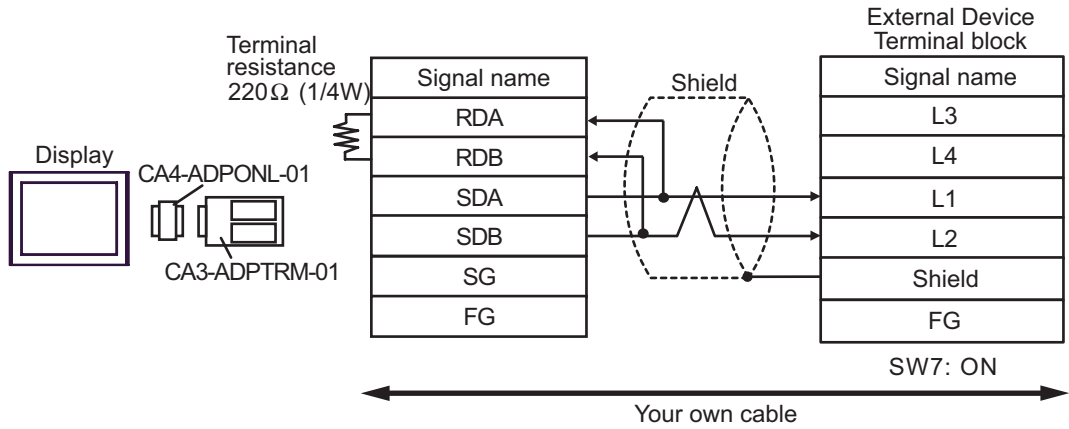 External Device
Terminal block
Terminal
resistance
220Ω (1/4W)
Signal name
RDA
RDB
SDA
SDB
SG
FG
Shield
Signal name
L3
L4
L1
L2
Shield
FG
SW7: ON
Display
CA4-ADPONL-01
CA3-ADPTRM-01
Your own cable